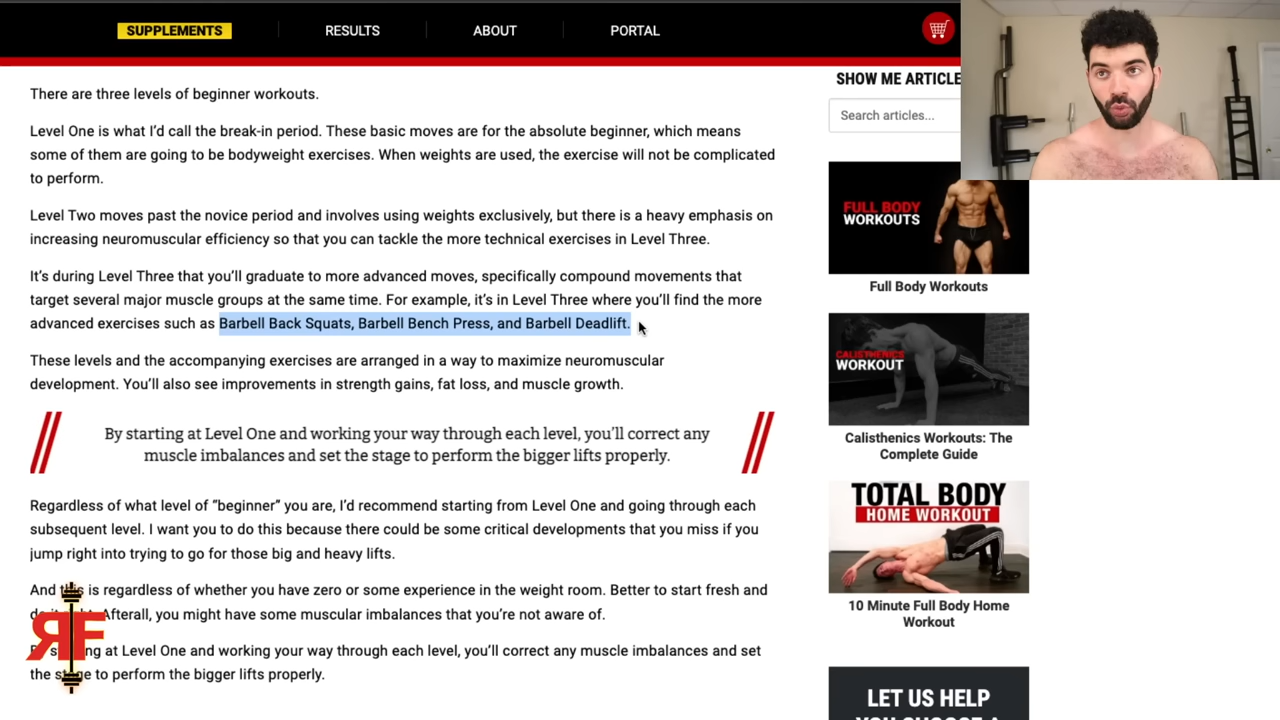 SUPPLEMENTS
RESULTS
ABOUT
PORTAL
There are three levels of beginner workouts.
Level One is what I’d call the break-in period. These basic moves are for the absolute beginner, which means
some of them are going to be bodyweight exercises. When weights are used, the exercise will not be complicated
to perform.
Level Two moves past the novice period and involves using weights exclusively, but there is a heavy emphasis on
increasing neuromuscular efficiency so that you can tackle the more technical exercises in Level Three.
It’s during Level Three that you’ll graduate to more advanced moves, specifically compound movements that
target several major muscle groups at the same time. For example, it’s in Level Three where you’ll find the more
advanced exercises such as Barbell Back Squats, Barbell Bench Press, and Barbell Deadlift.
These levels and the accompanying exercises are arranged in a way to maximize neuromuscular
development. You’ll also see improvements in strength gains, fat loss, and muscle growth.
By starting at Level One and working your way through each level, you’ll correct any
muscle imbalances and set the stage to perform the bigger lifts properly.
Regardless of what level of “beginner” you are, I’d recommend starting from Level One and going through each
subsequent level. I want you to do this because there could be some critical developments that you miss if you
jump right into trying to go for those big and heavy lifts.
And is regardless of whether you have zero or some experience in the weight room. Better to start fresh and
Afterall, you might have some muscular imbalances that you’re not aware of.
at Level One and working your way through each level, you’ll correct any muscle imbalances and set
the to perform the bigger lifts properly.
RF
SHOW ME ARTICLE
Search articles...
FULL BODY
WORKOUTS
Full Body Workouts
CALISTHENICS
WORKOUT
Calisthenics Workouts: The
Complete Guide
TOTAL BODY
HOME WORKOUT
10 Minute Full Body Home
Workout
LET US HELP
YOU CHOOSE A